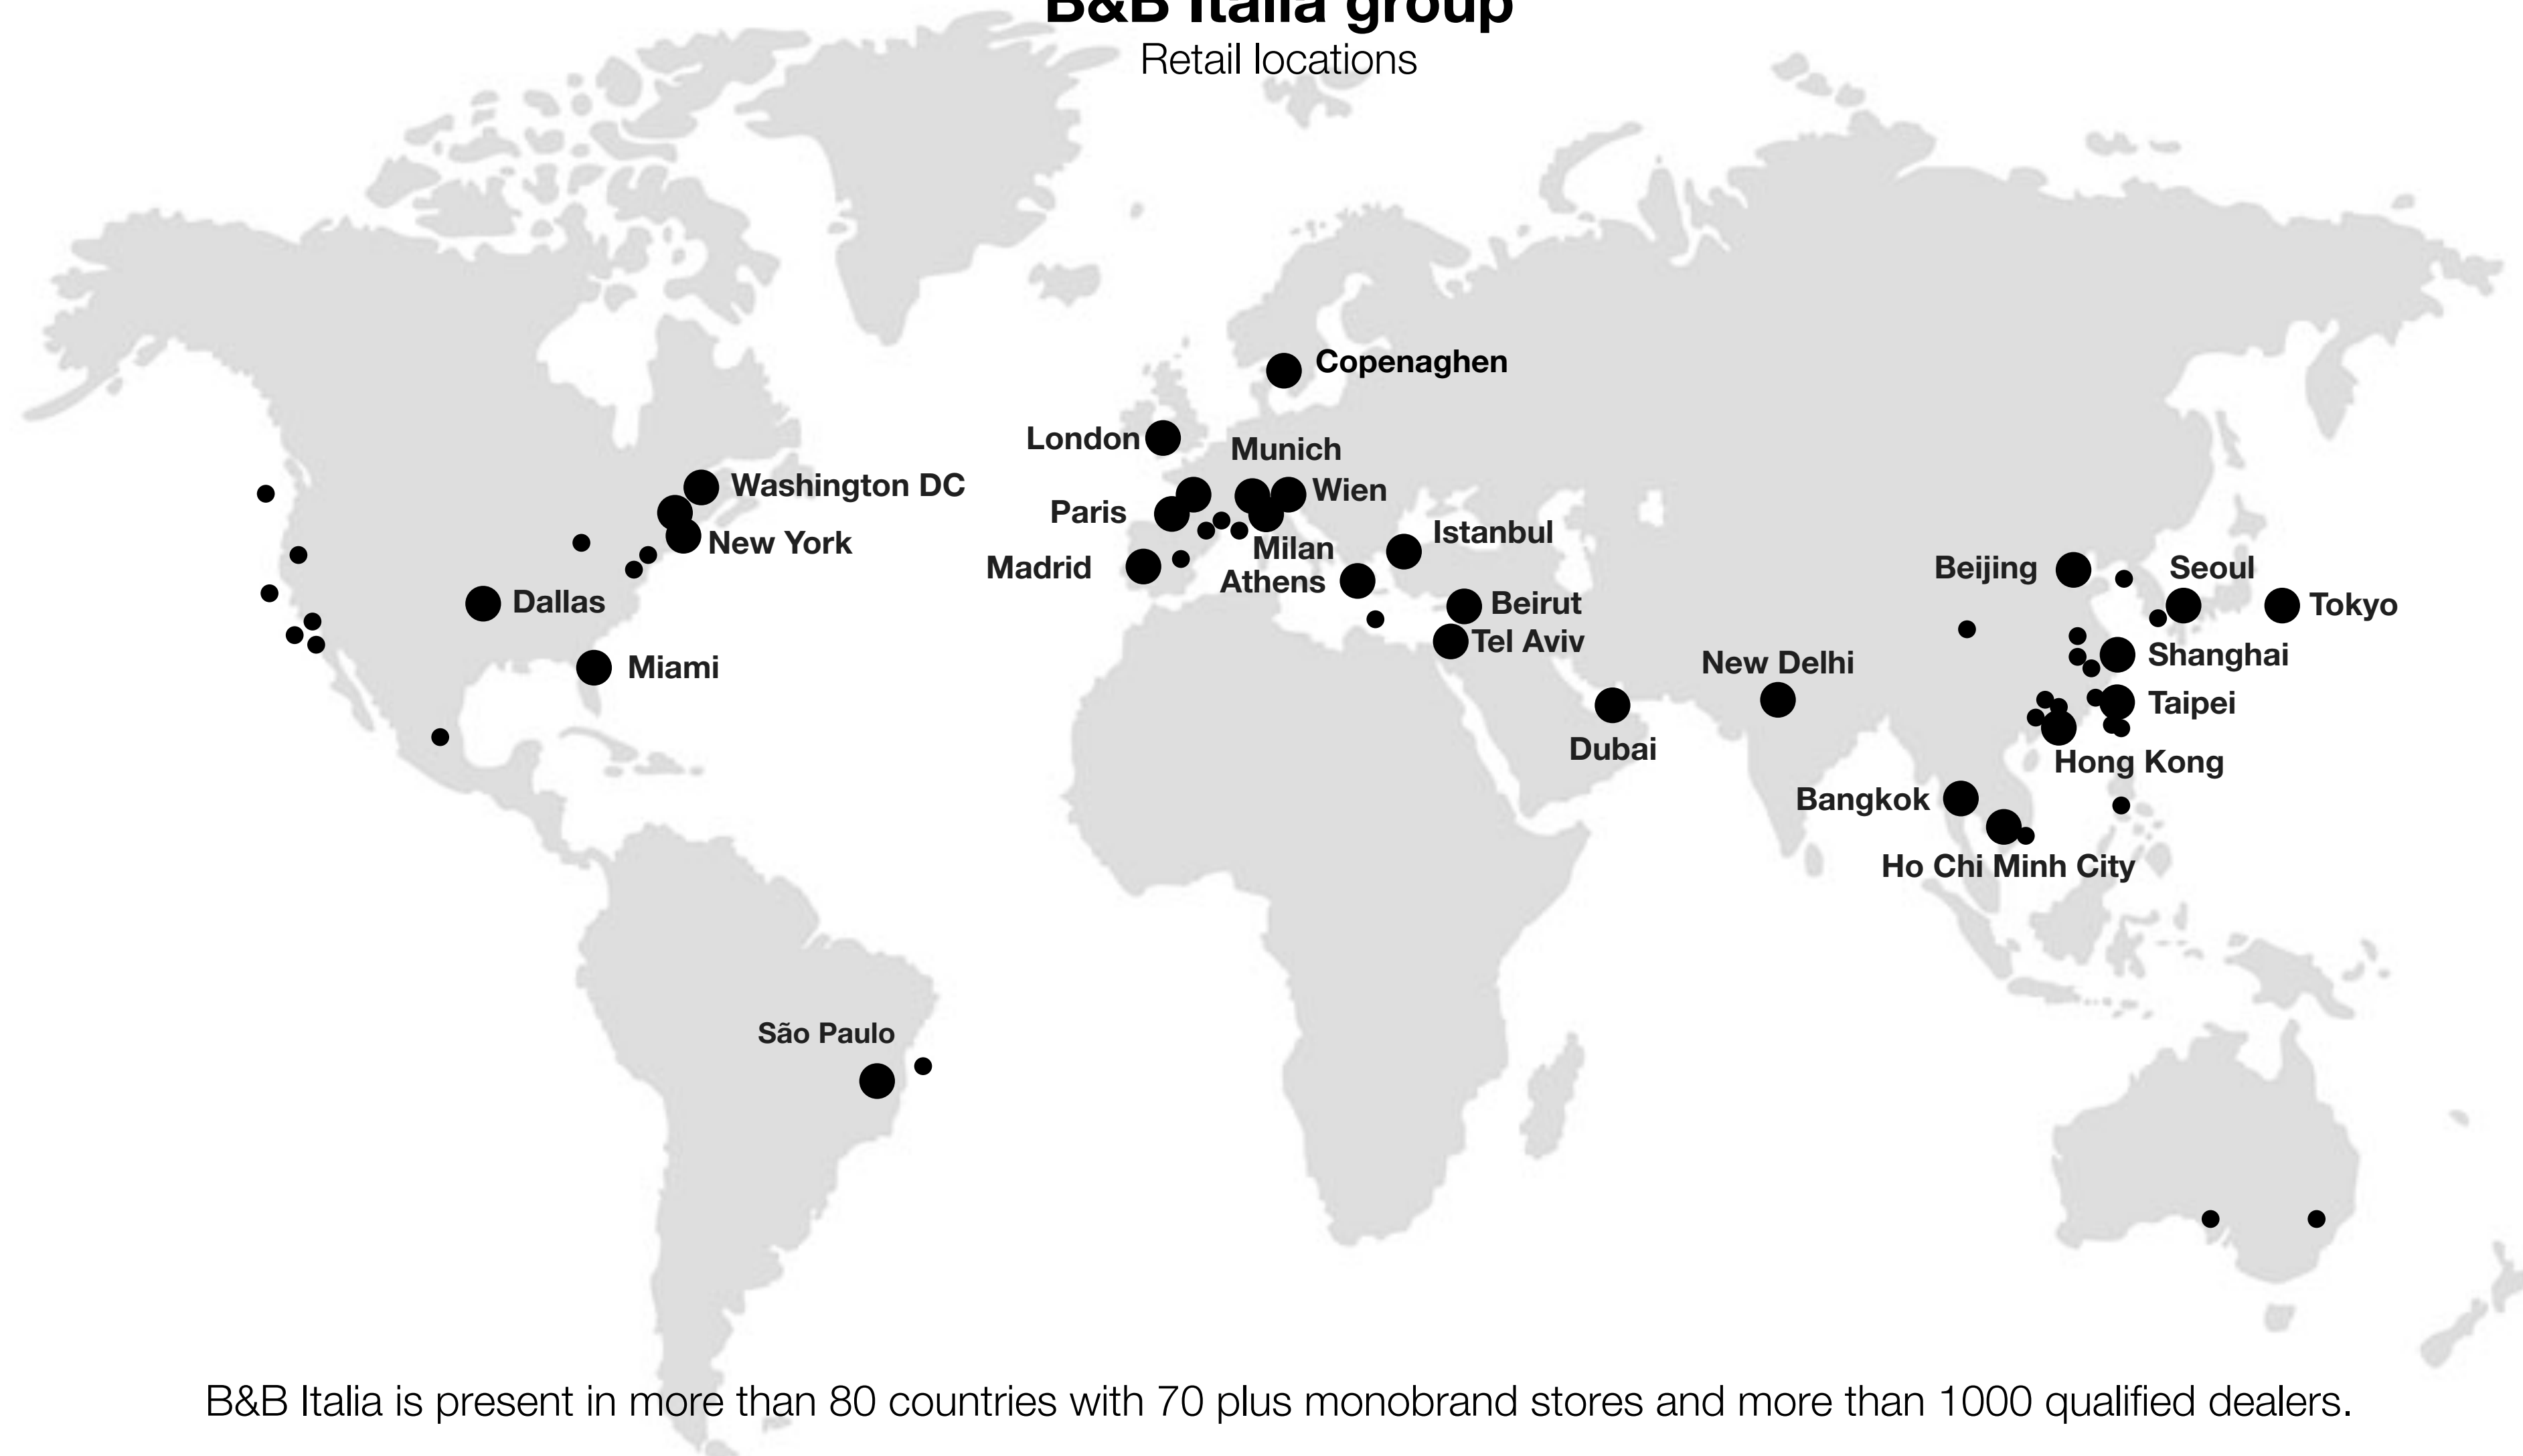 B&B Italia group
Retail locations
Copenaghen
London
Munich
Washington DC
Wien
Paris
New York
Istanbul
Milan
Madrid
Athens
Beijing
Seoul
Dallas
Beirut
Tokyo
Tel Aviv
Shanghai
New Delhi
Miami
Taipei
Dubai
Hong Kong
Bangkok
Ho Chi Minh City
São Paulo
B&B Italia is present in more than 80 countries with 70 plus monobrand stores and more than 1000 qualified dealers.